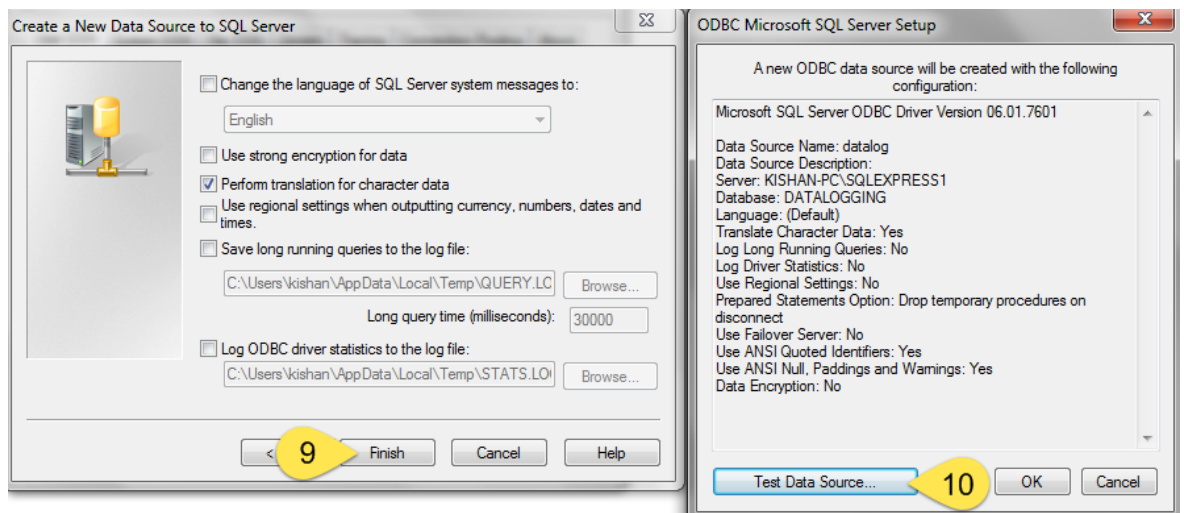 Create a New Data Source to SQL Server
Change the language of SQL Server system messages to:
English
Use strong encryption for data
Perform translation for character data
Use regional settings when outputting currency, numbers, dates and
times.
Save long running queries to the log file:
C:\Users\kishan\AppData\Local\Temp\QUERY.LC
Browse...
Long query time (milliseconds):
30000
Log ODBC driver statistics to the log file:
C:\Users\kishan\AppData\Local\Temp\STATS.LO
Browse...
<
9
Finish
Cancel
Help
ODBC Microsoft SQL Server Setup
A new ODBC data source will be created with the following
configuration:
Microsoft SQL Server ODBC Driver Version 06.01.7601
Data Source Name: datalog
Data Source Description:
Server: KISHAN-PC\SQLEXPRESS1
Database: DATALOGGING
Language: (Default)
Translate Character Data: Yes
Log Long Running Queries: No
Log Driver Statistics: No
Use Regional Settings: No
Prepared Statements Option: Drop temporary procedures on
disconnect
Use Failover Server: No
Use ANSI Quoted Identifiers: Yes
Use ANSI Null, Paddings and Warnings: Yes
Data Encryption: No
Test Data Source...
10
OK
Cancel